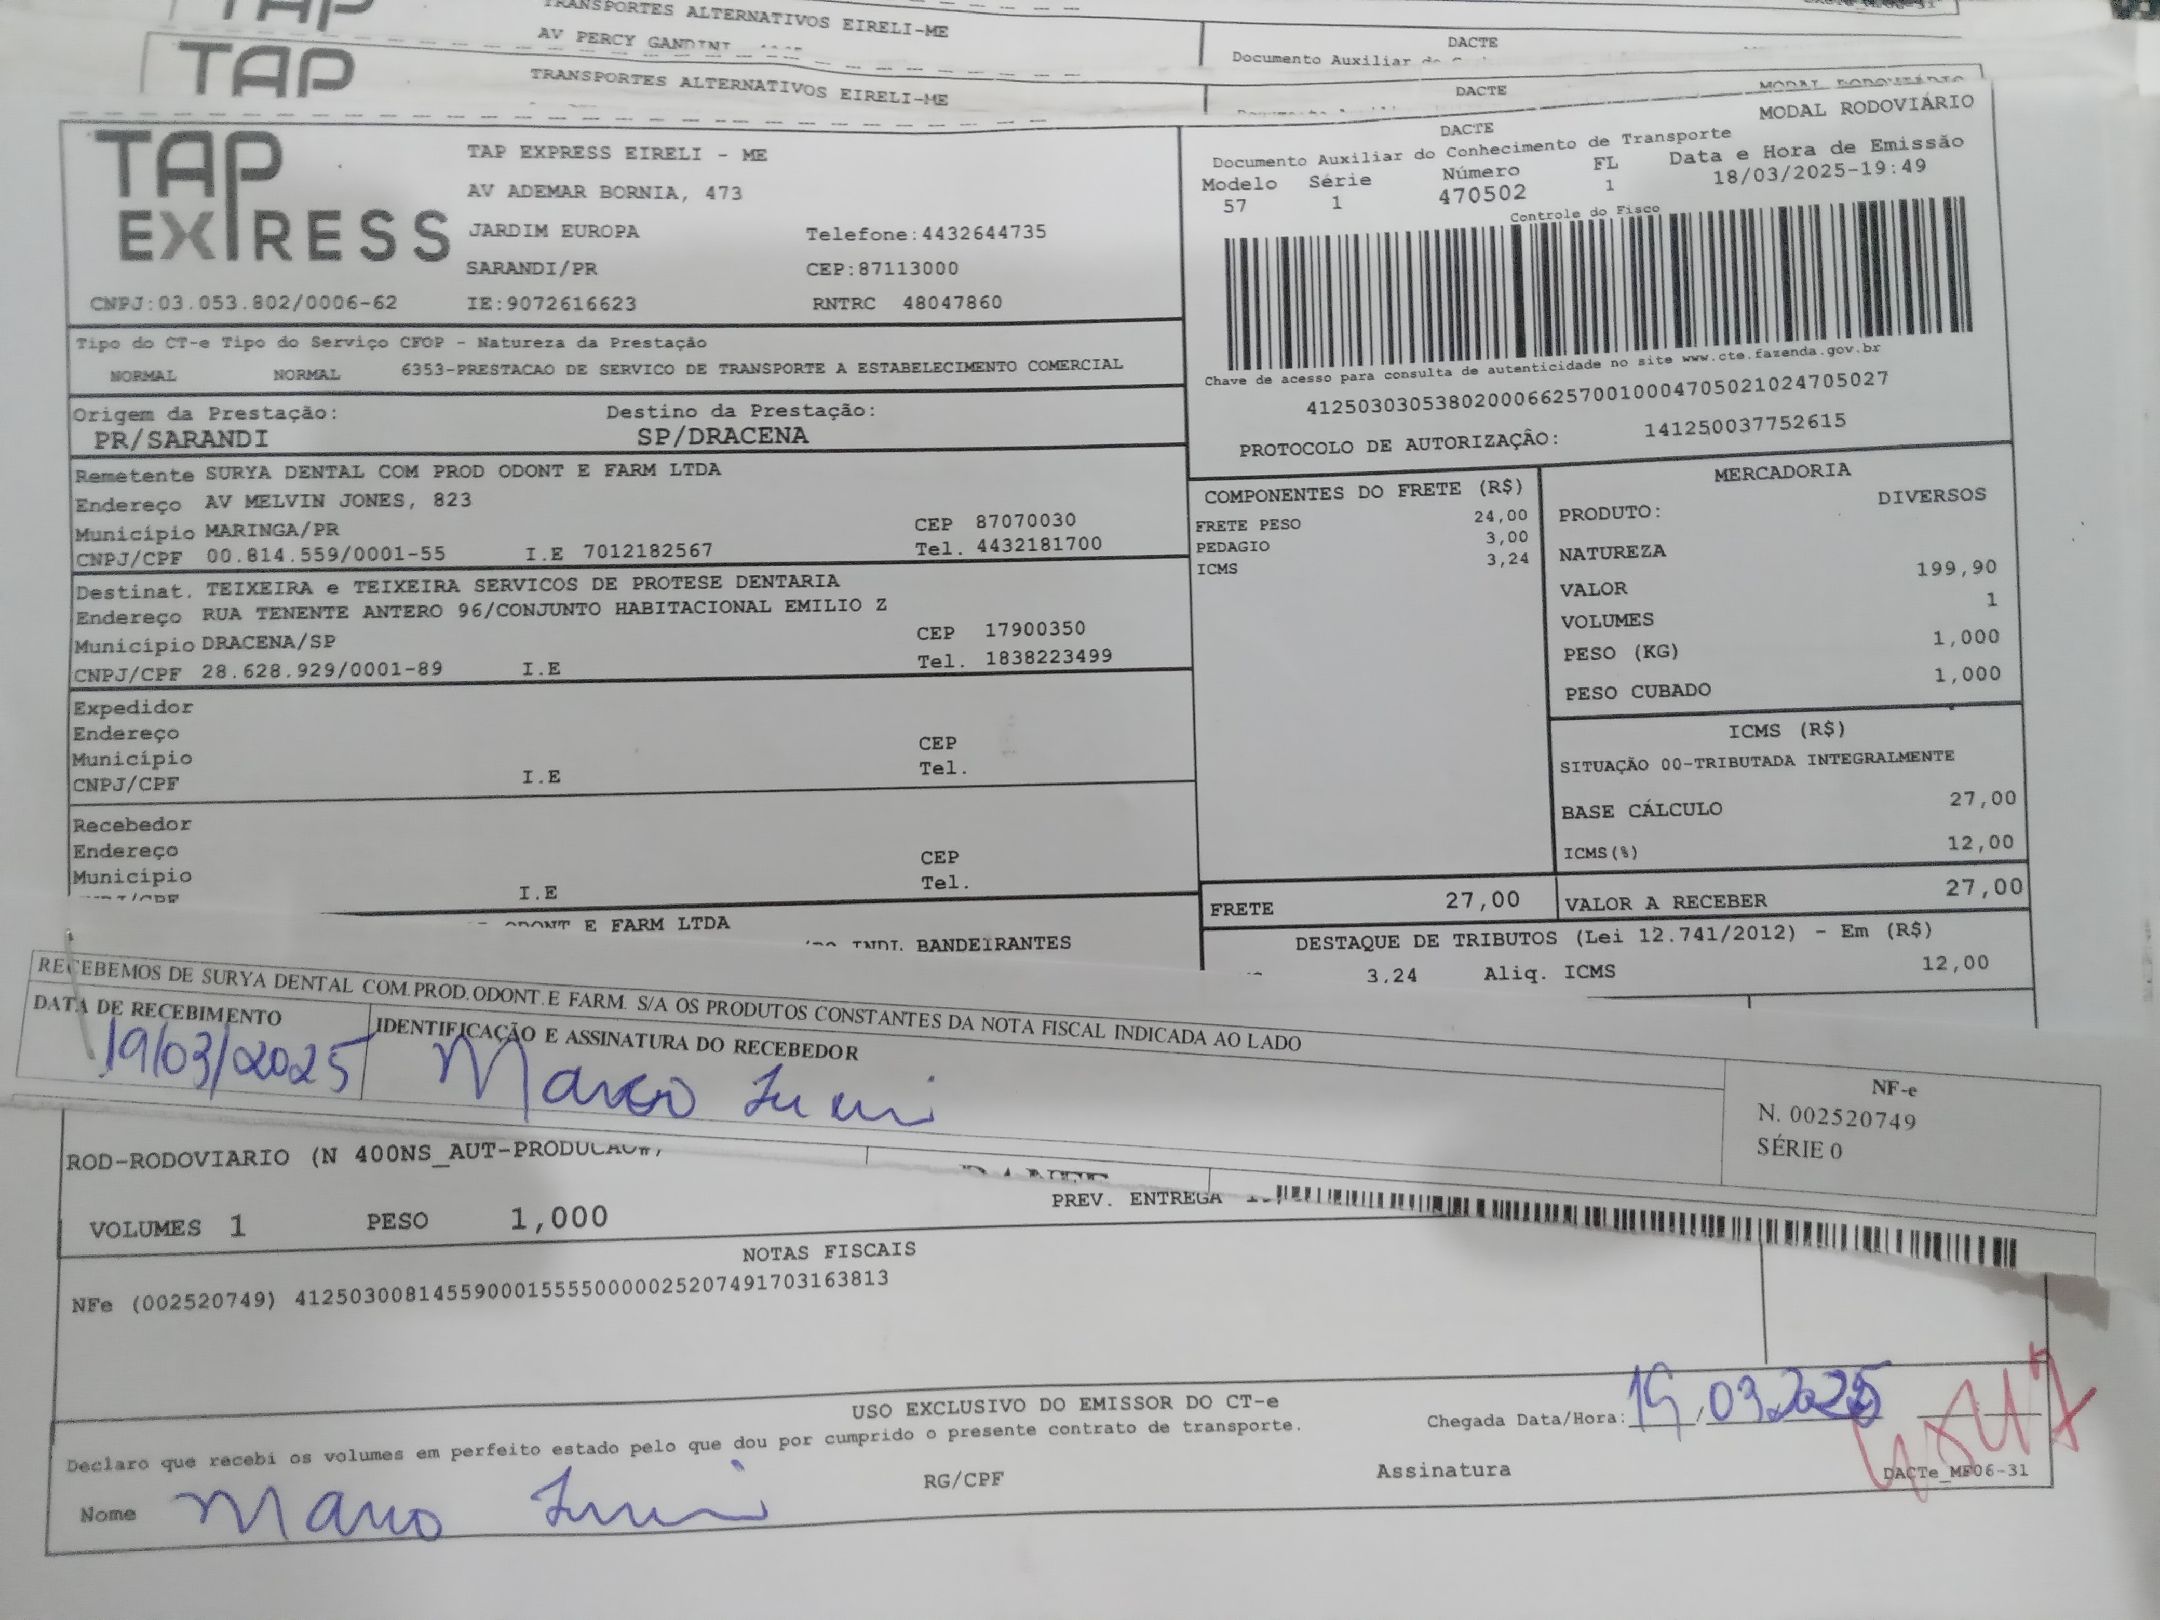 TRANSPORTES ALTERNATIVOS EIRELI-ME
AV PERCY GANDINI
DACTE
Documento Auxiliar do
TAP
TRANSPORTES ALTERNATIVOS EIRELI-ME
DACTE
MODAL RODOVIÁRIO
TAP
EXPRESS
TAP EXPRESS EIRELI - ME
AV ADEMAR BORNIA, 473
JARDIM EUROPA Telefone:4432644735
SARANDI/PR CEP:87113000
CNPJ:03.053.802/0006-62 IE:9072616623 RNTRC 48047860
MODAL RODOVIÁRIO
DACTE
Documento Auxiliar do Conhecimento de Transporte
Modelo Série Número FL Data e Hora de Emissão
57 1 470502 1 18/03/2025-19:49
Controle do Fisco
Chave de acesso para consulta de autenticidade no site www.cte.fazenda.gov.br
41250303053802000662570010004705021024705027
PROTOCOLO DE AUTORIZAÇÃO: 141250037752615
Tipo do CT-e Tipo do Serviço CFOP - Natureza da Prestação
NORMAL NORMAL 6353-PRESTACAO DE SERVICO DE TRANSPORTE A ESTABELECIMENTO COMERCIAL
Origem da Prestação: Destino da Prestação:
PR/SARANDI SP/DRACENA
Remetente SURYA DENTAL COM PROD ODONT E FARM LTDA
Endereço AV MELVIN JONES, 823
Município MARINGA/PR CEP 87070030
CNPJ/CPF 00.814.559/0001-55 I.E 7012182567 Tel. 4432181700
Destinat. TEIXEIRA e TEIXEIRA SERVICOS DE PROTESE DENTARIA
Endereço RUA TENENTE ANTERO 96/CONJUNTO HABITACIONAL EMILIO Z
Município DRACENA/SP CEP 17900350
CNPJ/CPF 28.628.929/0001-89 I.E Tel. 1838223499
Expedidor
Endereço
Município CEP
CNPJ/CPF I.E Tel.
Recebedor
Endereço
Município CEP
CNPJ/CPF I.E Tel.
COMPONENTES DO FRETE (R$)
FRETE PESO 24,00
PEDAGIO 3,00
ICMS 3,24
MERCADORIA
PRODUTO: DIVERSOS
NATUREZA
VALOR 199,90
VOLUMES 1
PESO (KG) 1,000
PESO CUBADO 1,000
ICMS (R$)
SITUAÇÃO 00-TRIBUTADA INTEGRALMENTE
BASE CÁLCULO 27,00
ICMS(%) 12,00
FRETE 27,00 VALOR A RECEBER 27,00
ODONT E FARM LTDA
INDL BANDEIRANTES
DESTAQUE DE TRIBUTOS (Lei 12.741/2012) - Em (R$)
3,24 Aliq. ICMS 12,00
RECEBEMOS DE SURYA DENTAL COM.PROD.ODONT.E FARM. S/A OS PRODUTOS CONSTANTES DA NOTA FISCAL INDICADA AO LADO
DATA DE RECEBIMENTO IDENTIFICAÇÃO E ASSINATURA DO RECEBEDOR
19/03/2025
NF-e
N. 002520749
SÉRIE 0
ROD-RODOVIARIO (N 400NS_AUT-PRODUCAO#)
PREV. ENTREGA
VOLUMES 1 PESO 1,000
NOTAS FISCAIS
NFe (002520749) 41250300814559000155550000025207491703163813
USO EXCLUSIVO DO EMISSOR DO CT-e
Declaro que recebi os volumes em perfeito estado pelo que dou por cumprido o presente contrato de transporte.
Chegada Data/Hora: 19/03 2025
Nome RG/CPF Assinatura
DACTe_MF06-31